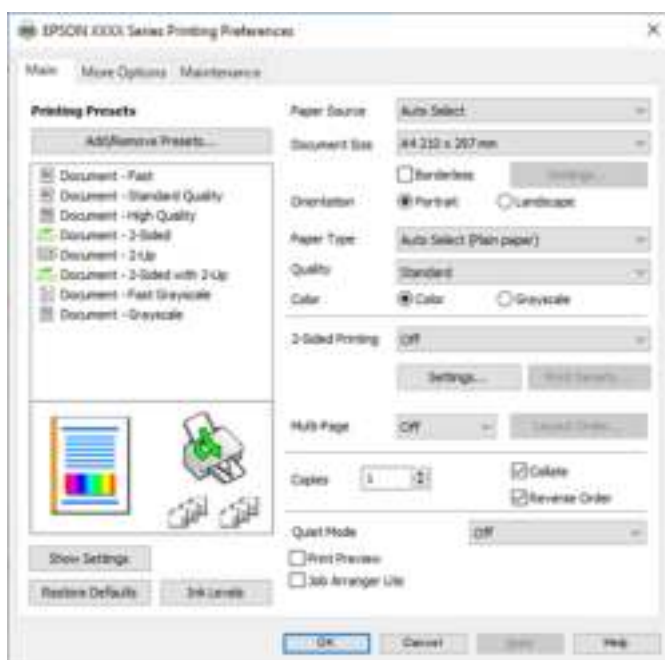 EPSON XXXX Series Printing Preferences
Main More Options Maintenance
Printing Presets
Add/Remove Presets...
Document - Fast
Document - Standard Quality
Document - High Quality
Document - 2-Sided
Document - 2-Up
Document - 2-Sided with 2-Up
Document - Fast Grayscale
Document - Grayscale
Show Settings
Restore Defaults Ink Levels
Paper Source Auto Select
Document Size A4 210 x 297 mm
Borderless Settings...
Orientation Portrait Landscape
Paper Type Auto Select (Plain paper)
Quality Standard
Color Color Grayscale
2-Sided Printing Off
Settings... Print Density...
Multi-Page Off Layout Order...
Copies 1 Collate
Reverse Order
Quiet Mode Off
Print Preview
Job Arranger Lite
OK Cancel Apply Help